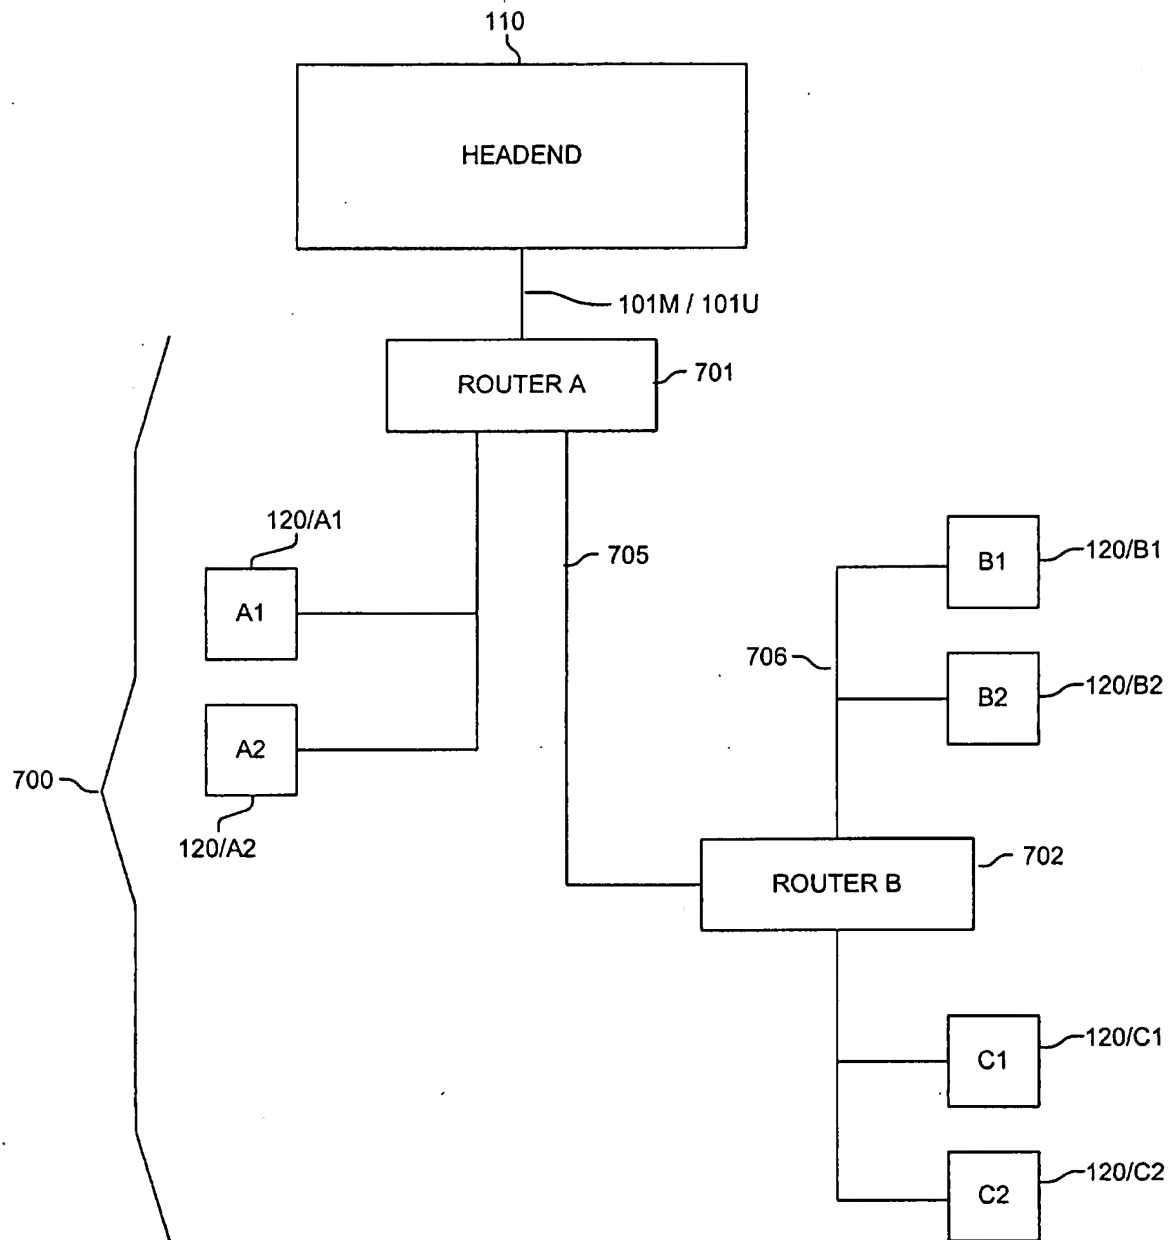 110
HEADEND
101M / 101U
ROUTER A
701
120/A1
A1
705
B1
120/B1
706
B2
120/B2
A2
700
120/A2
ROUTER B
702
C1
120/C1
C2
120/C2